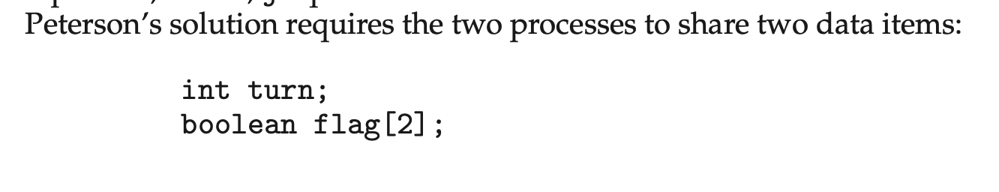 Peterson’s solution requires the two processes to share two data items:
int turn;
boolean flag[2];